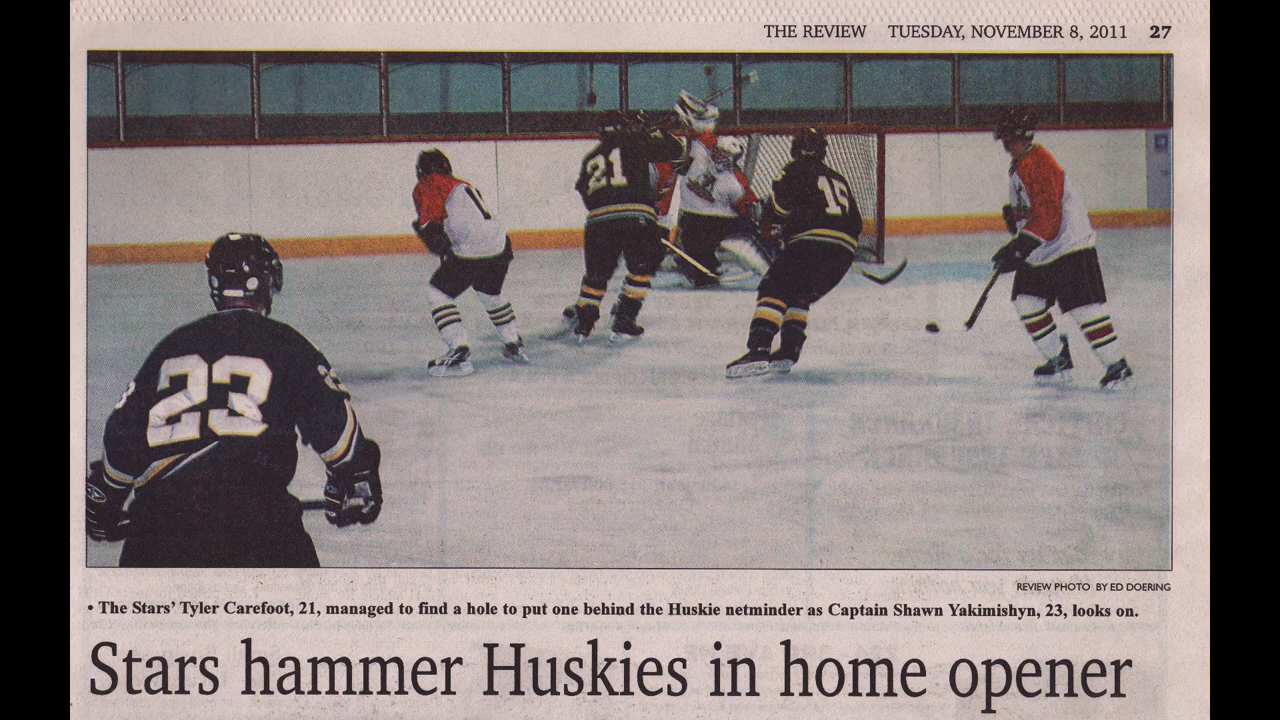 THE REVIEW TUESDAY, NOVEMBER 8, 2011 27
21
15
23
REVIEW PHOTO BY ED DOERING
• The Stars' Tyler Carefoot, 21, managed to find a hole to put one behind the Huskie netminder as Captain Shawn Yakimishyn, 23, looks on.
Stars hammer Huskies in home opener